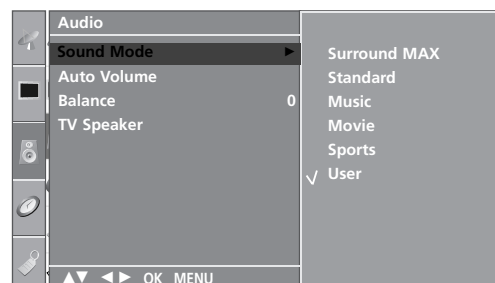 Audio
Sound Mode ►
Auto Volume
Balance 0
TV Speaker
▲▼ ◄► OK MENU
Surround MAX
Standard
Music
Movie
Sports
√ User